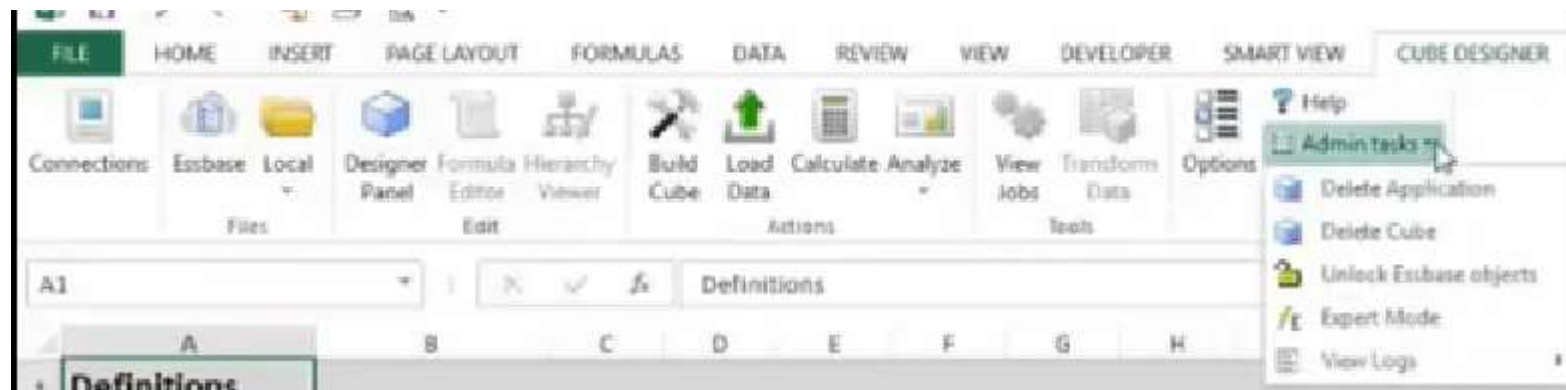 FILE HOME INSERT PAGE LAYOUT FORMULAS DATA REVIEW VIEW DEVELOPER SMART VIEW CUBE DESIGNER
Connections Essbase Local Designer Panel Formula Editor Hierarchy Viewer Build Cube Load Data Calculate Analyze View Jobs Transform Data Options
? Help
Admin tasks
Files Edit Actions Tools
Delete Application
Delete Cube
Unlock Essbase objects
Expert Mode
View Logs
A1 fx Definitions
A B C D E F G H
1 Definitions